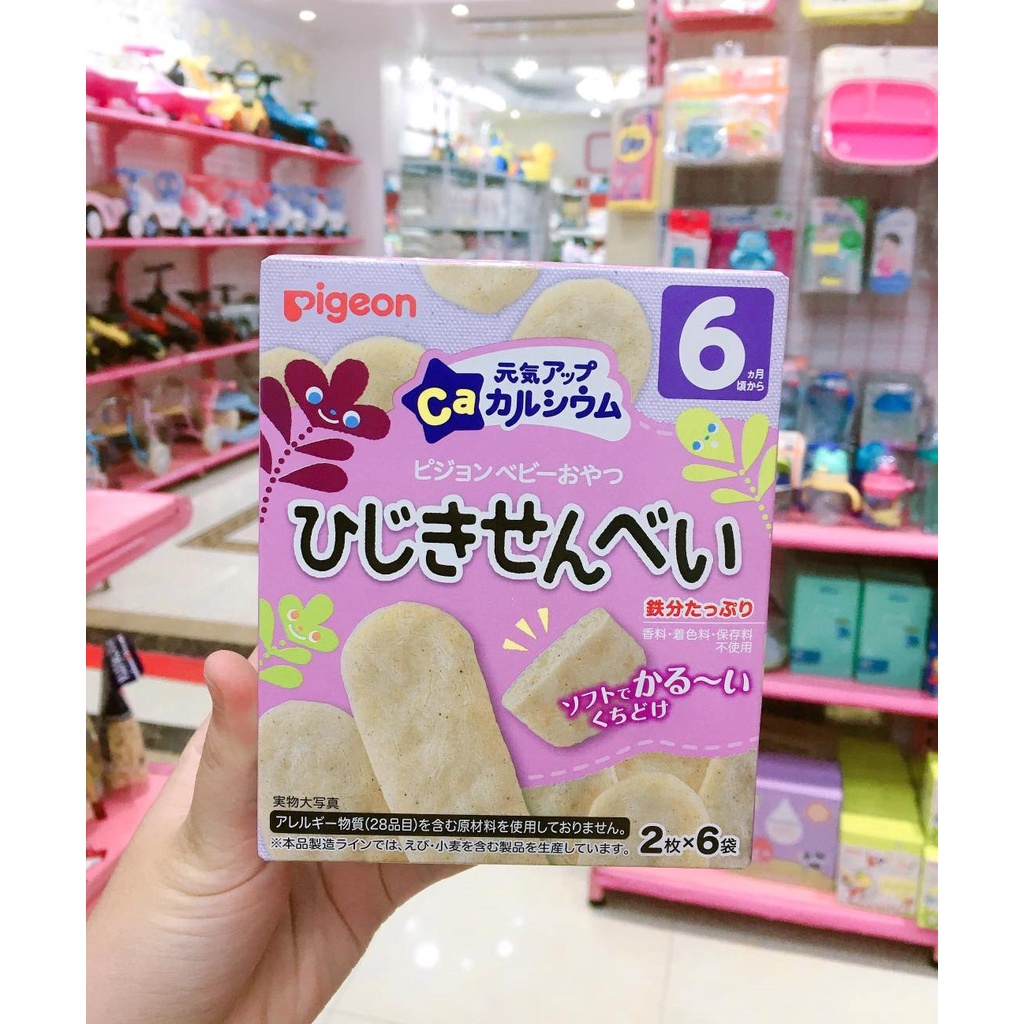 Pigeon
6
ヵ月
頃から
元気アップ
Ca カルシウム
ピジョン ベビーおやつ
ひじきせんべい
鉄分たっぷり
香料・着色料・保存料
不使用
ソフトでかる〜い
くちどけ
実物大写真
アレルギー物質(28品目)を含む原材料を使用しておりません。
※本品製造ラインでは、えび・小麦を含む製品を生産しています。
2枚×6袋